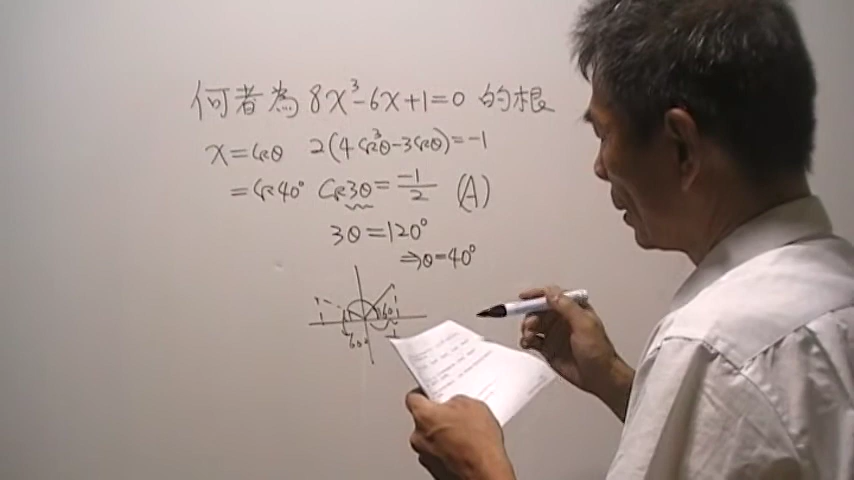 何者為 8x³-6x+1=0 的根
x=cosθ 2(4cos³θ-3cosθ)=-1
=cos40° cos3θ=-1/2 (A)
3θ=120°
⇒θ=40°
60°